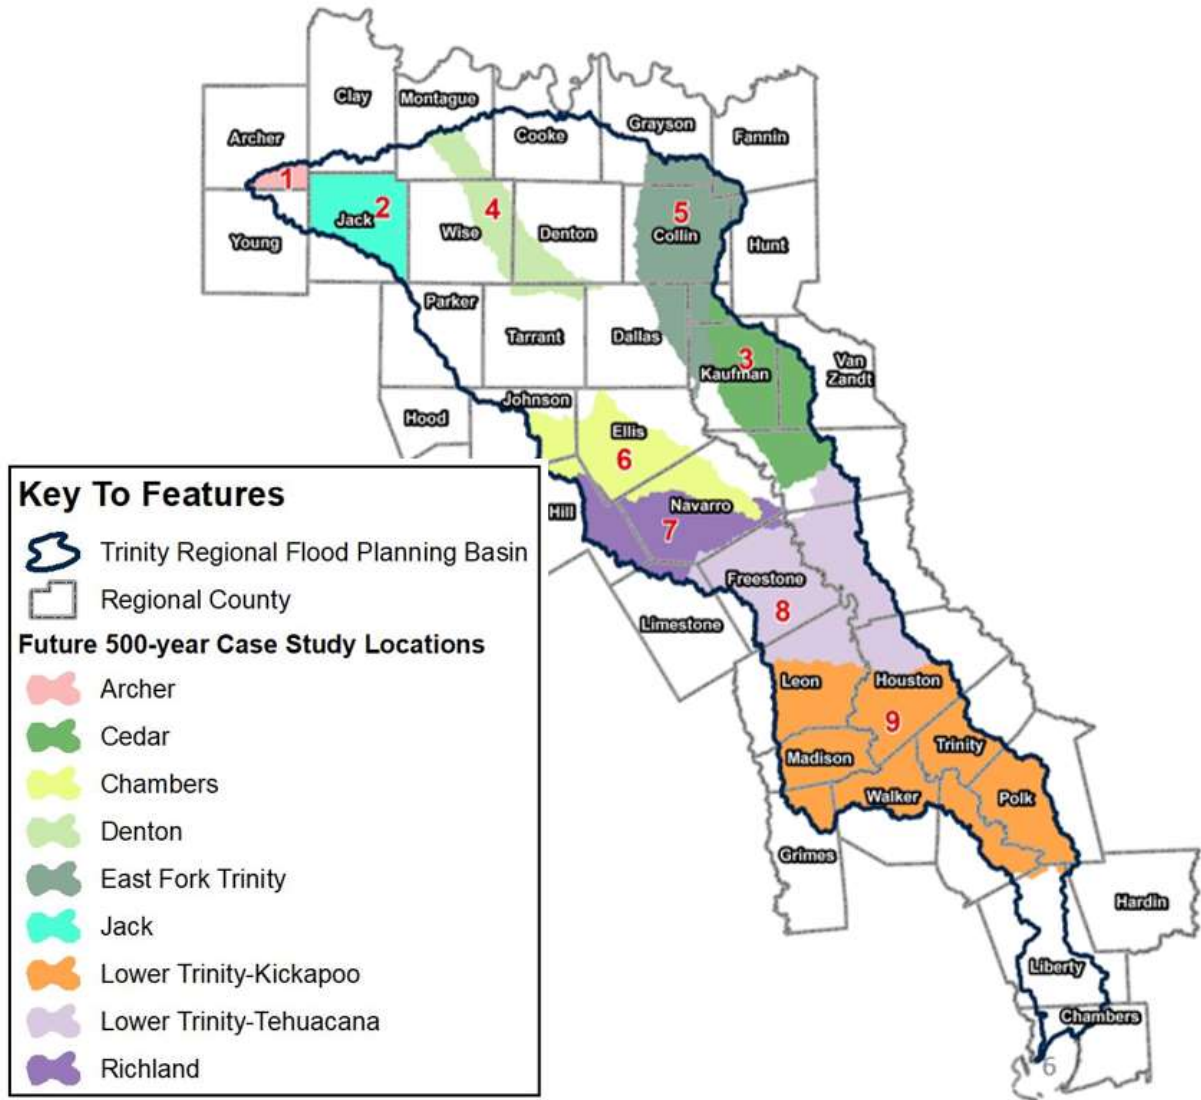 Clay
Montague
Archer
Cooke
Grayson
Fannin
1
2
Jack
4
5
Young
Wise
Denton
Collin
Hunt
Parker
Tarrant
Dallas
3
Kaufman
Van
Zandt
Johnson
Hood
Ellis
6
Hill
Navarro
7
Freestone
8
Limestone
Leon
Houston
9
Madison
Trinity
Walker
Polk
Grimes
Hardin
Liberty
Chambers
6
Key To Features
Trinity Regional Flood Planning Basin
Regional County
Future 500-year Case Study Locations
Archer
Cedar
Chambers
Denton
East Fork Trinity
Jack
Lower Trinity-Kickapoo
Lower Trinity-Tehuacana
Richland